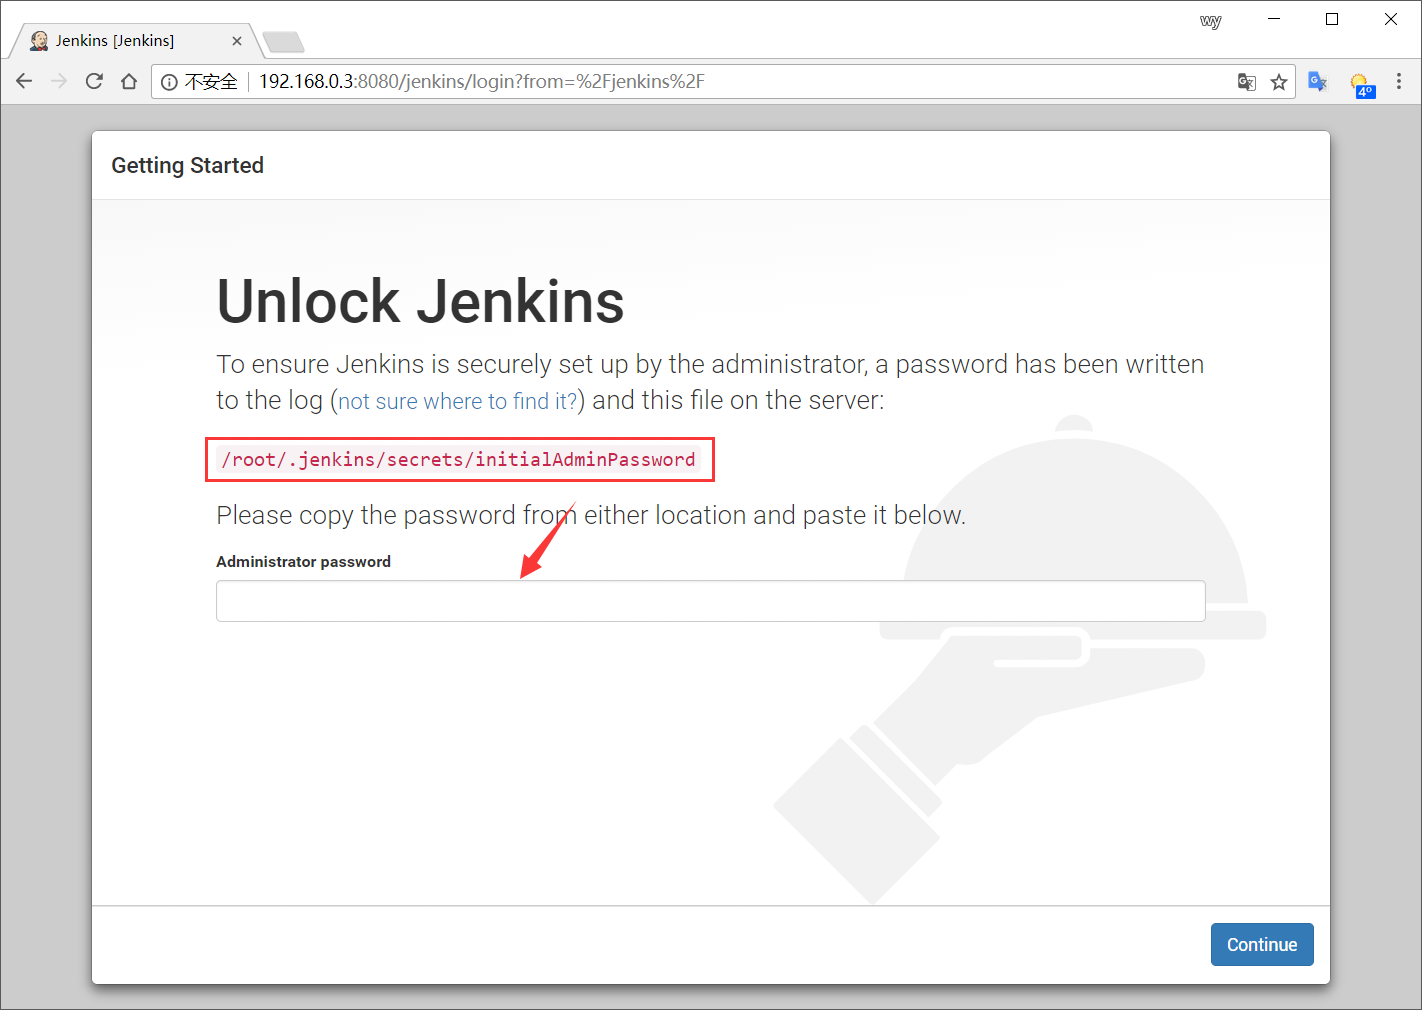 wy
Jenkins [Jenkins]
不安全 192.168.0.3:8080/jenkins/login?from=%2Fjenkins%2F
4°
Getting Started
Unlock Jenkins
To ensure Jenkins is securely set up by the administrator, a password has been written
to the log (not sure where to find it?) and this file on the server:
/root/.jenkins/secrets/initialAdminPassword
Please copy the password from either location and paste it below.
Administrator password
Continue